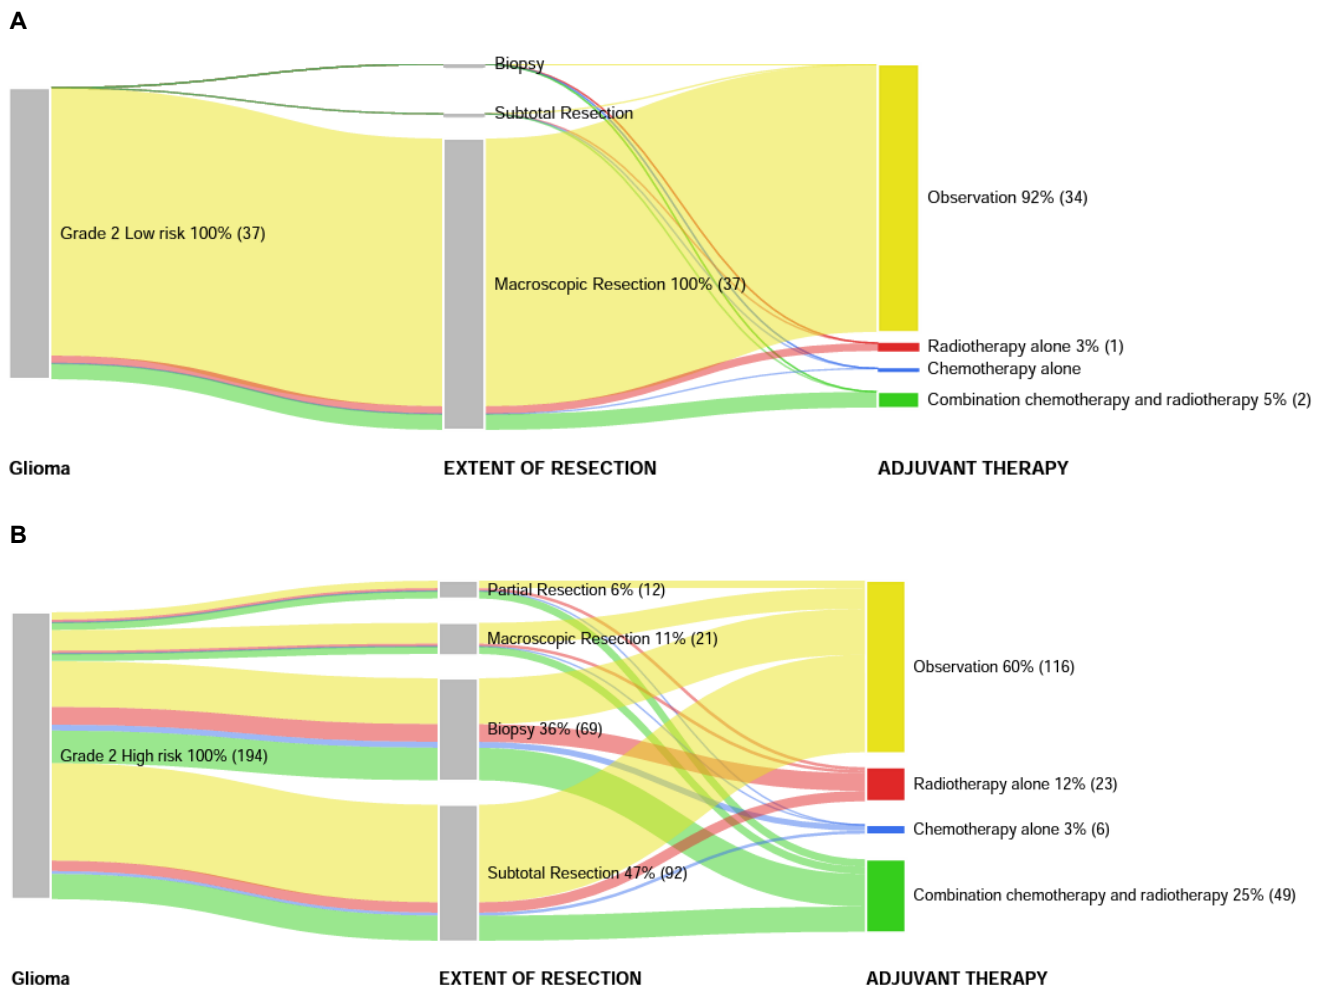 A
Biopsy
Subtotal Resection
Observation 92% (34)
Grade 2 Low risk 100% (37)
Macroscopic Resection 100% (37)
Radiotherapy alone 3% (1)
Chemotherapy alone
Combination chemotherapy and radiotherapy 5% (2)
Glioma
EXTENT OF RESECTION
ADJUVANT THERAPY
B
Partial Resection 6% (12)
Macroscopic Resection 11% (21)
Observation 60% (116)
Biopsy 36% (69)
Grade 2 High risk 100% (194)
Radiotherapy alone 12% (23)
Chemotherapy alone 3% (6)
Subtotal Resection 47% (92)
Combination chemotherapy and radiotherapy 25% (49)
Glioma
EXTENT OF RESECTION
ADJUVANT THERAPY